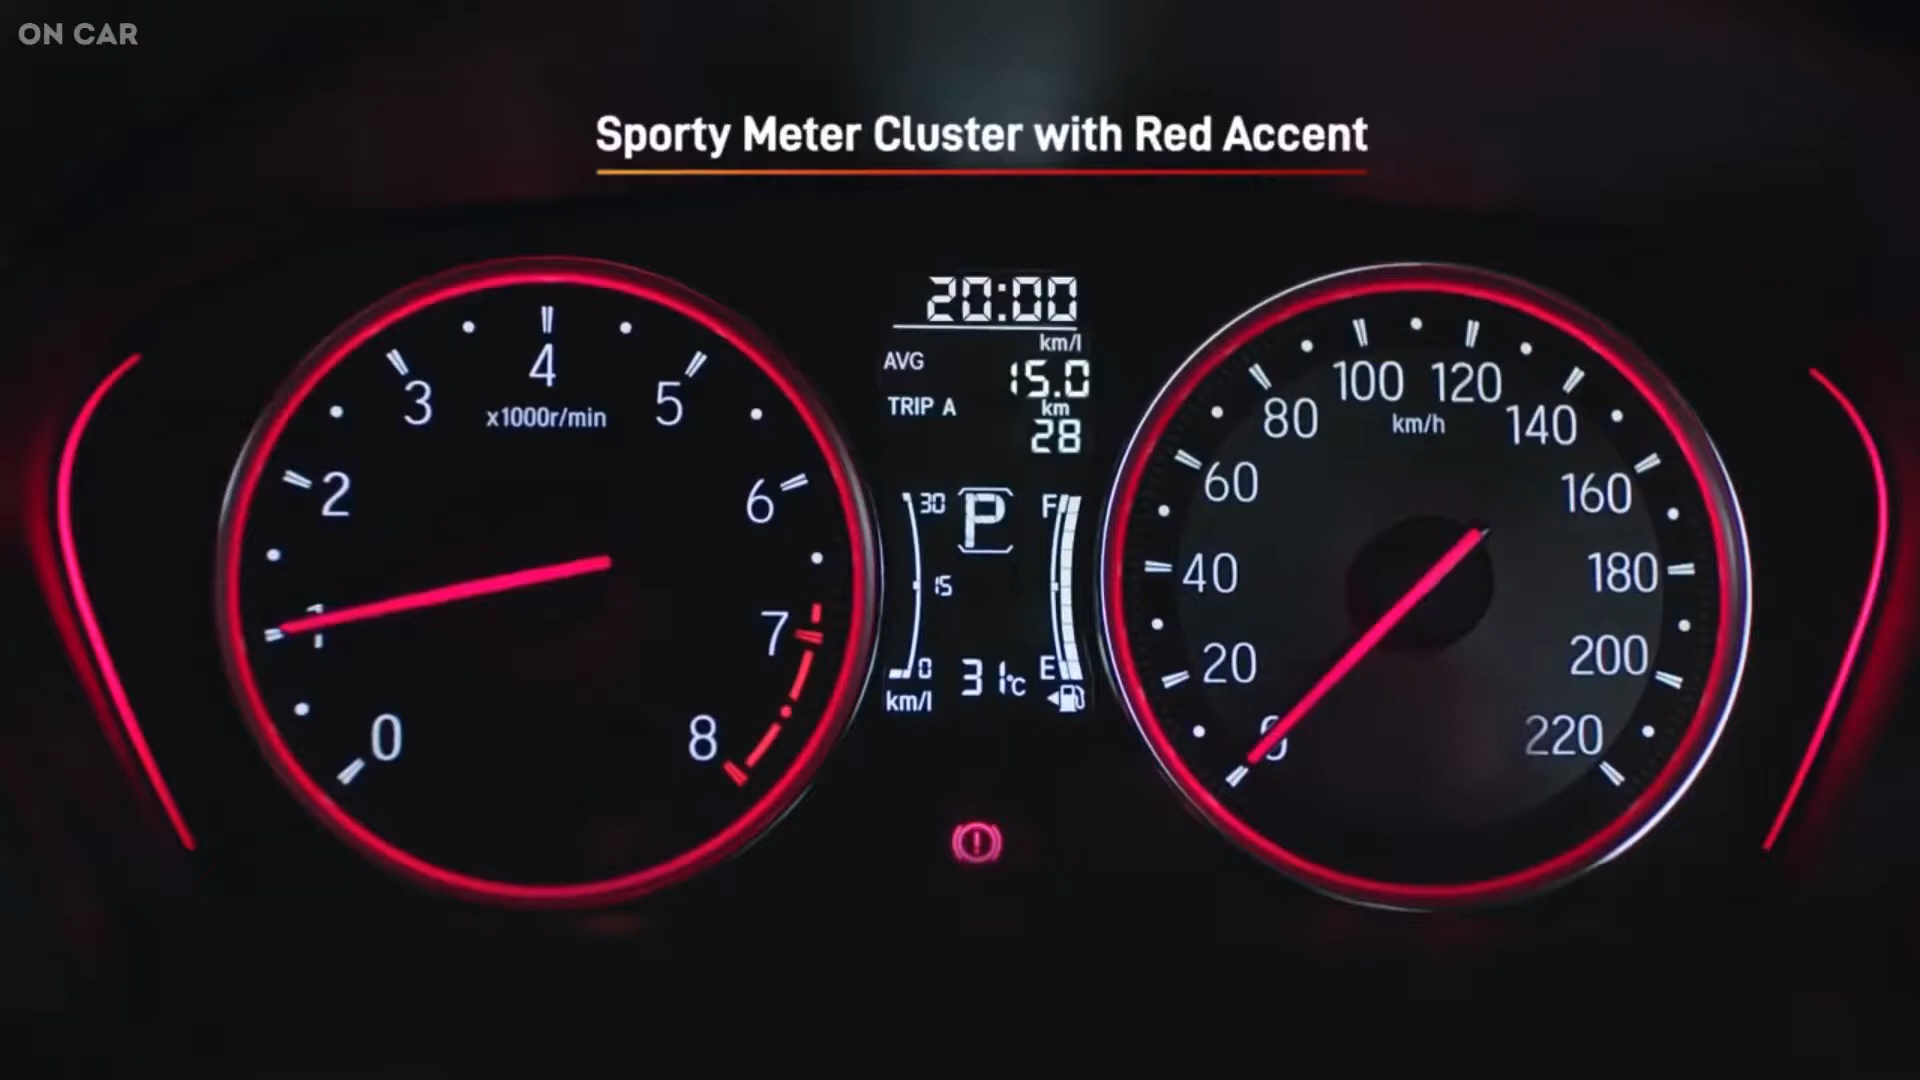 ON CAR
Sporty Meter Cluster with Red Accent
20:00
km/l
AVG 15.0
TRIP A km
28
4
3 5
x1000r/min
2 6
1 7
0 8
30 P F
15
0 31°C E
km/l
100 120
80 140
km/h
60 160
40 180
20 200
0 220